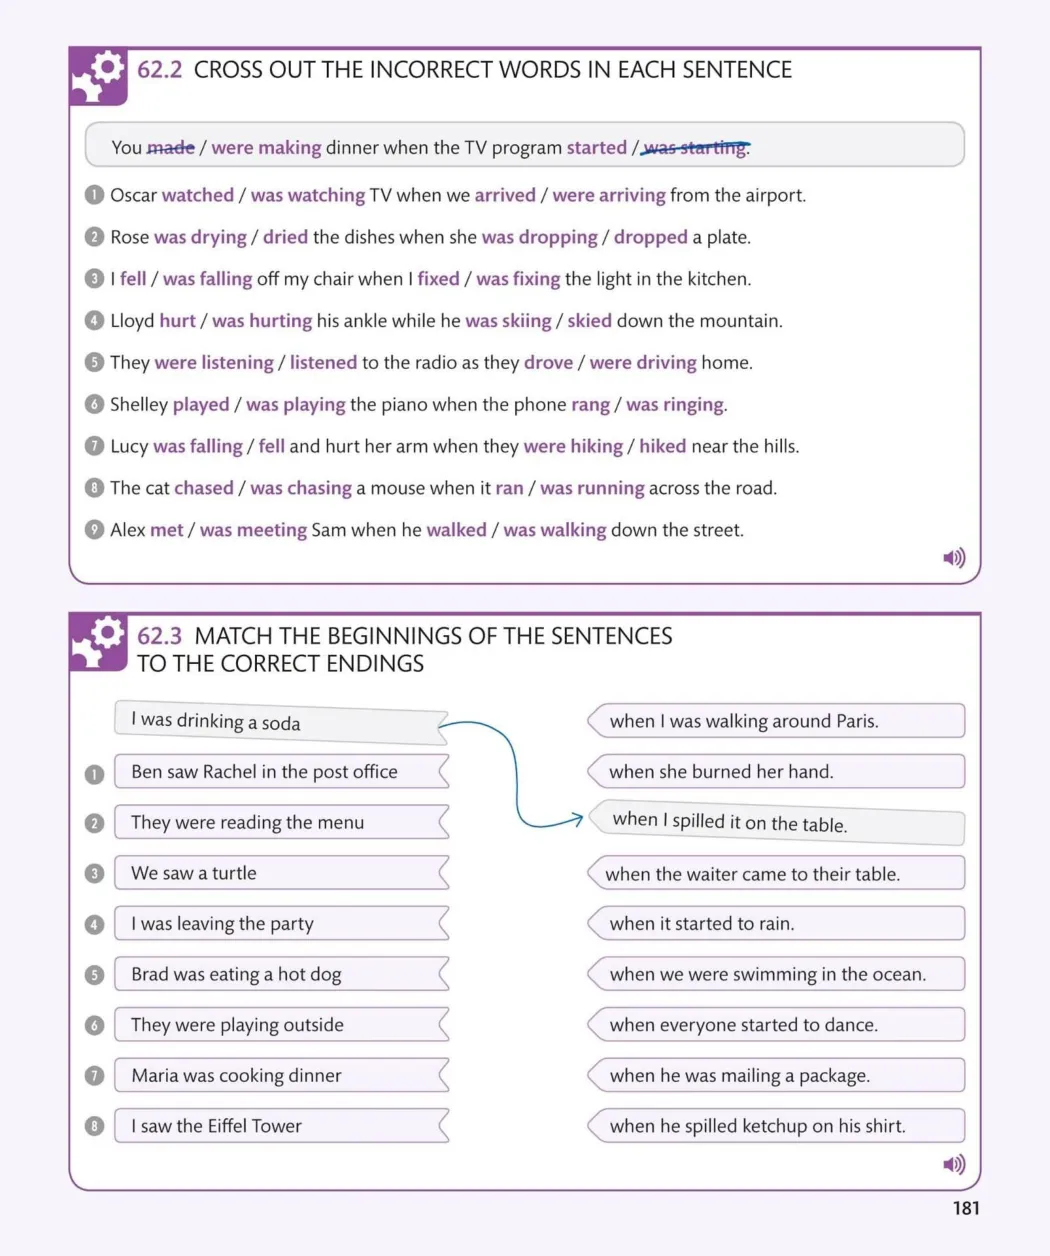 62.2 CROSS OUT THE INCORRECT WORDS IN EACH SENTENCE
You made / were making dinner when the TV program started / was starting.
1 Oscar watched / was watching TV when we arrived / were arriving from the airport.
2 Rose was drying / dried the dishes when she was dropping / dropped a plate.
3 I fell / was falling off my chair when I fixed / was fixing the light in the kitchen.
4 Lloyd hurt / was hurting his ankle while he was skiing / skied down the mountain.
5 They were listening / listened to the radio as they drove / were driving home.
6 Shelley played / was playing the piano when the phone rang / was ringing.
7 Lucy was falling / fell and hurt her arm when they were hiking / hiked near the hills.
8 The cat chased / was chasing a mouse when it ran / was running across the road.
9 Alex met / was meeting Sam when he walked / was walking down the street.
62.3 MATCH THE BEGINNINGS OF THE SENTENCES
TO THE CORRECT ENDINGS
I was drinking a soda when I was walking around Paris.
1 Ben saw Rachel in the post office when she burned her hand.
2 They were reading the menu when I spilled it on the table.
3 We saw a turtle when the waiter came to their table.
4 I was leaving the party when it started to rain.
5 Brad was eating a hot dog when we were swimming in the ocean.
6 They were playing outside when everyone started to dance.
7 Maria was cooking dinner when he was mailing a package.
8 I saw the Eiffel Tower when he spilled ketchup on his shirt.
181